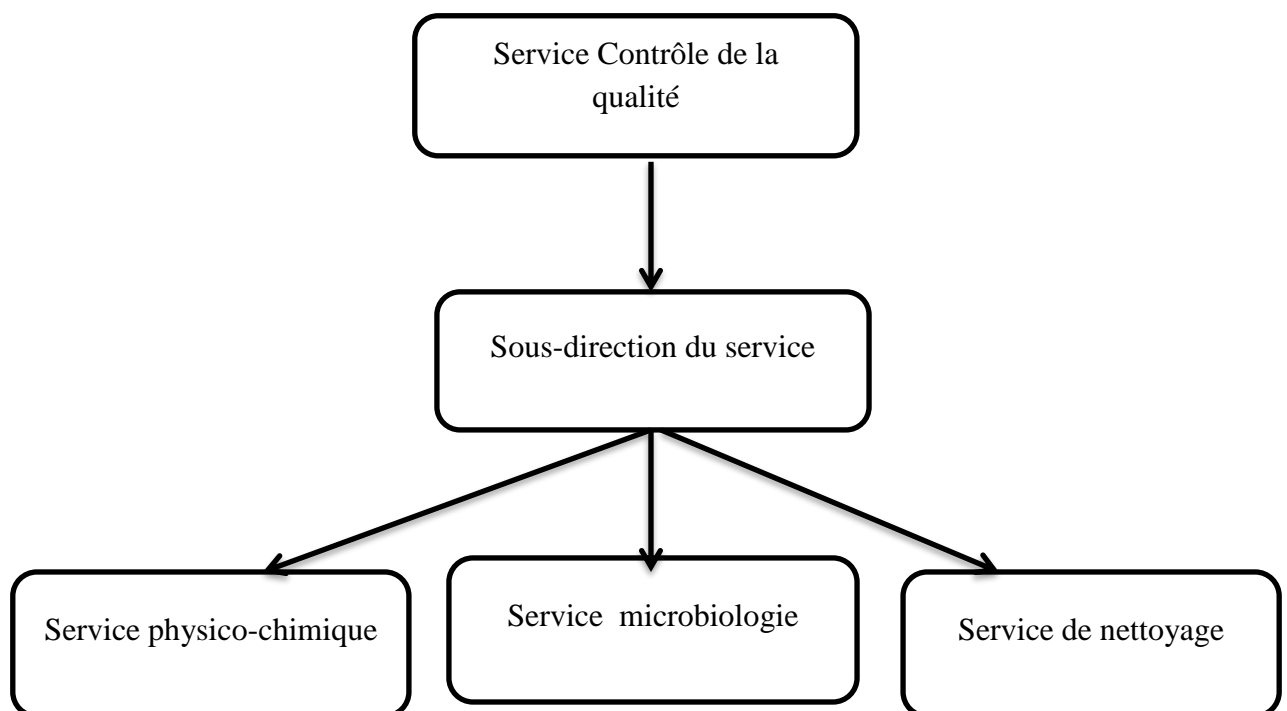 Service Contrôle de la
qualité
Sous-direction du service
Service physico-chimique
Service microbiologie
Service de nettoyage